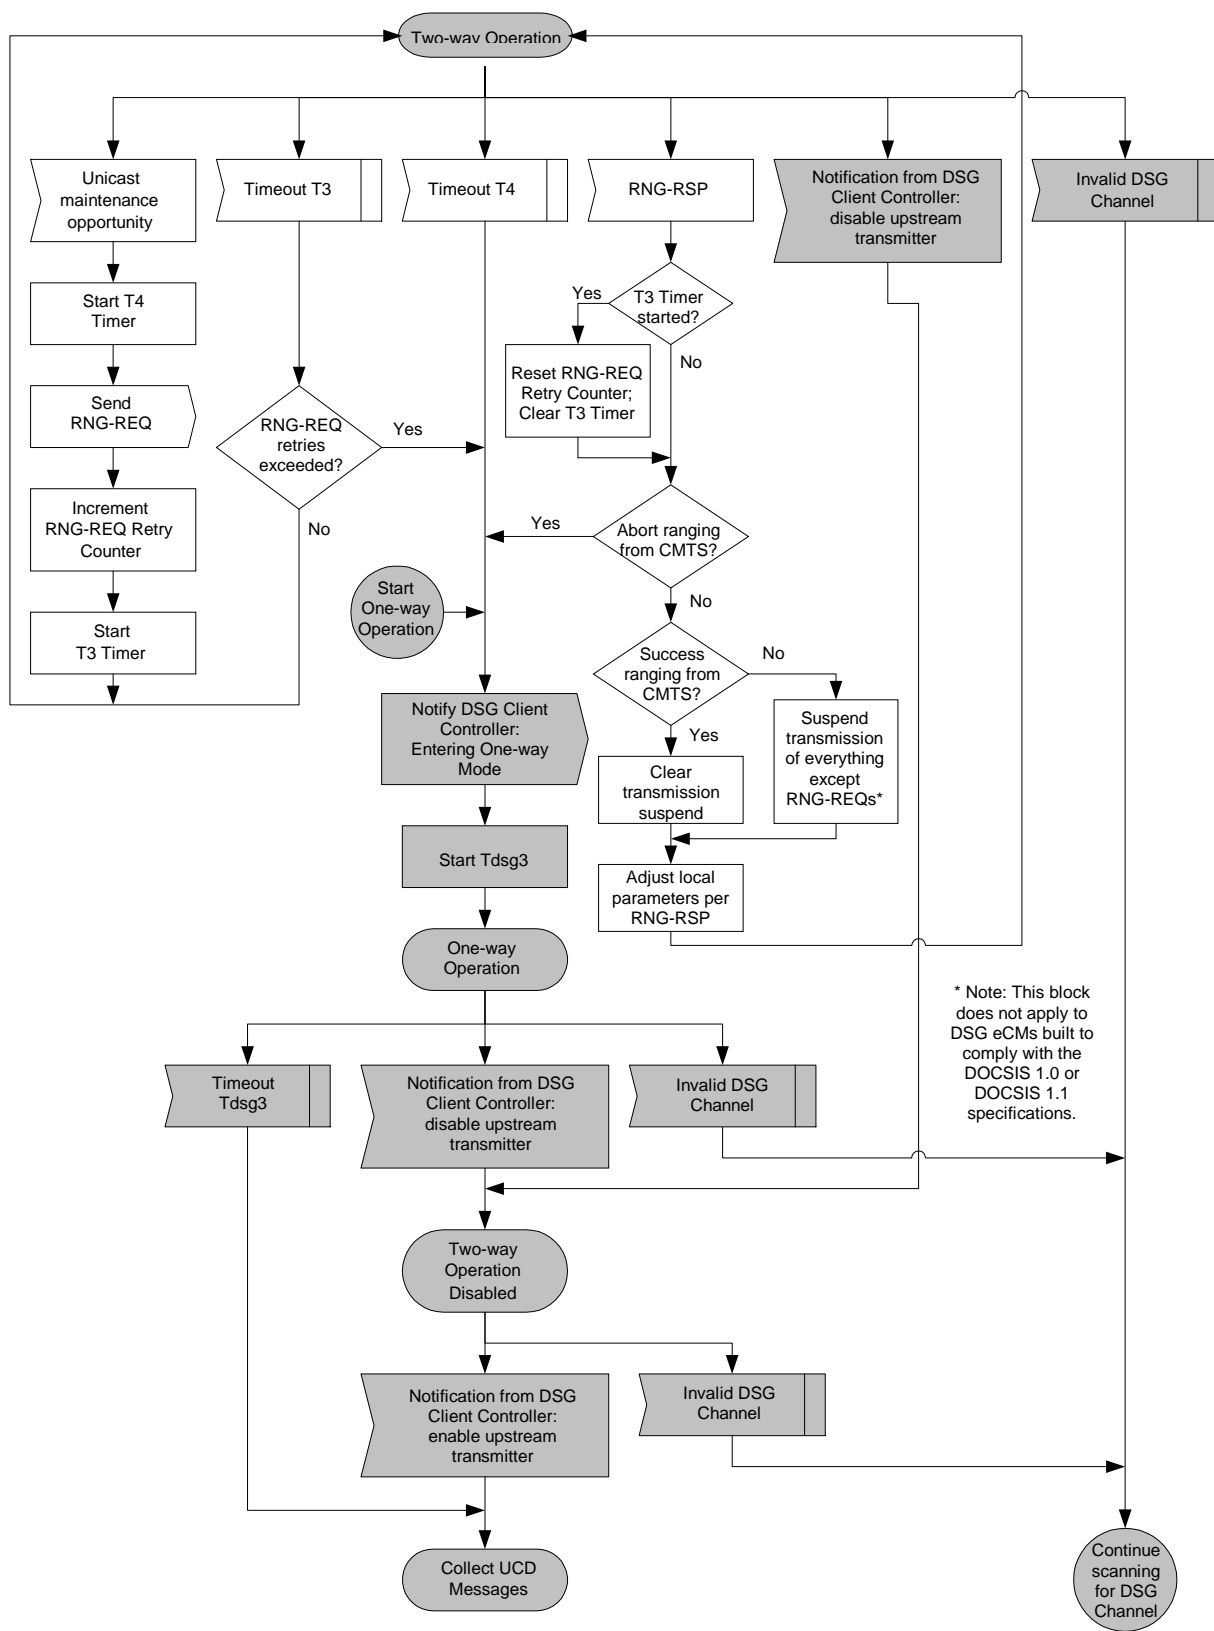 Two-way Operation
Unicast
maintenance
opportunity
Timeout T3
Timeout T4
RNG-RSP
Notification from DSG
Client Controller:
disable upstream
transmitter
Invalid DSG
Channel
Start T4
Timer
Yes
T3 Timer
started?
No
Reset RNG-REQ
Retry Counter;
Clear T3 Timer
Send
RNG-REQ
RNG-REQ
retries
exceeded?
Yes
No
Increment
RNG-REQ Retry
Counter
Yes
Abort ranging
from CMTS?
No
Start
One-way
Operation
Start
T3 Timer
Success
ranging from
CMTS?
No
Yes
Notify DSG Client
Controller:
Entering One-way
Mode
Suspend
transmission
of everything
except
RNG-REQs*
Clear
transmission
suspend
Start Tdsg3
Adjust local
parameters per
RNG-RSP
One-way
Operation
* Note: This block
does not apply to
DSG eCMs built to
comply with the
DOCSIS 1.0 or
DOCSIS 1.1
specifications.
Timeout
Tdsg3
Notification from DSG
Client Controller:
disable upstream
transmitter
Invalid DSG
Channel
Two-way
Operation
Disabled
Notification from DSG
Client Controller:
enable upstream
transmitter
Invalid DSG
Channel
Collect UCD
Messages
Continue
scanning
for DSG
Channel